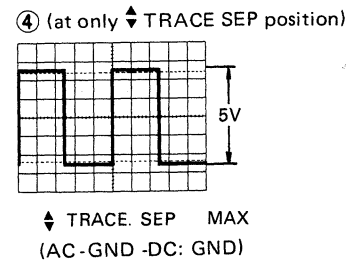 ④ (at only ▲▼ TRACE SEP position)
5V
▲▼ TRACE. SEP MAX
(AC-GND-DC: GND)